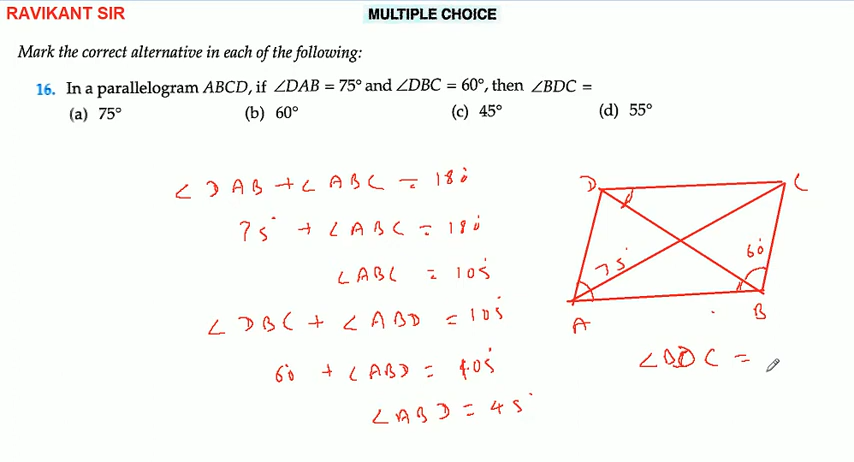 RAVIKANT SIR
MULTIPLE CHOICE
Mark the correct alternative in each of the following:
16. In a parallelogram ABCD, if ∠DAB = 75° and ∠DBC = 60°, then ∠BDC =
(a) 75° (b) 60° (c) 45° (d) 55°
∠DAB + ∠ABC = 180°
75° + ∠ABC = 180°
∠ABC = 105°
∠DBC + ∠ABD = 105°
60° + ∠ABD = 105°
∠ABD = 45°
D C
75° 60°
A B
∠BDC =